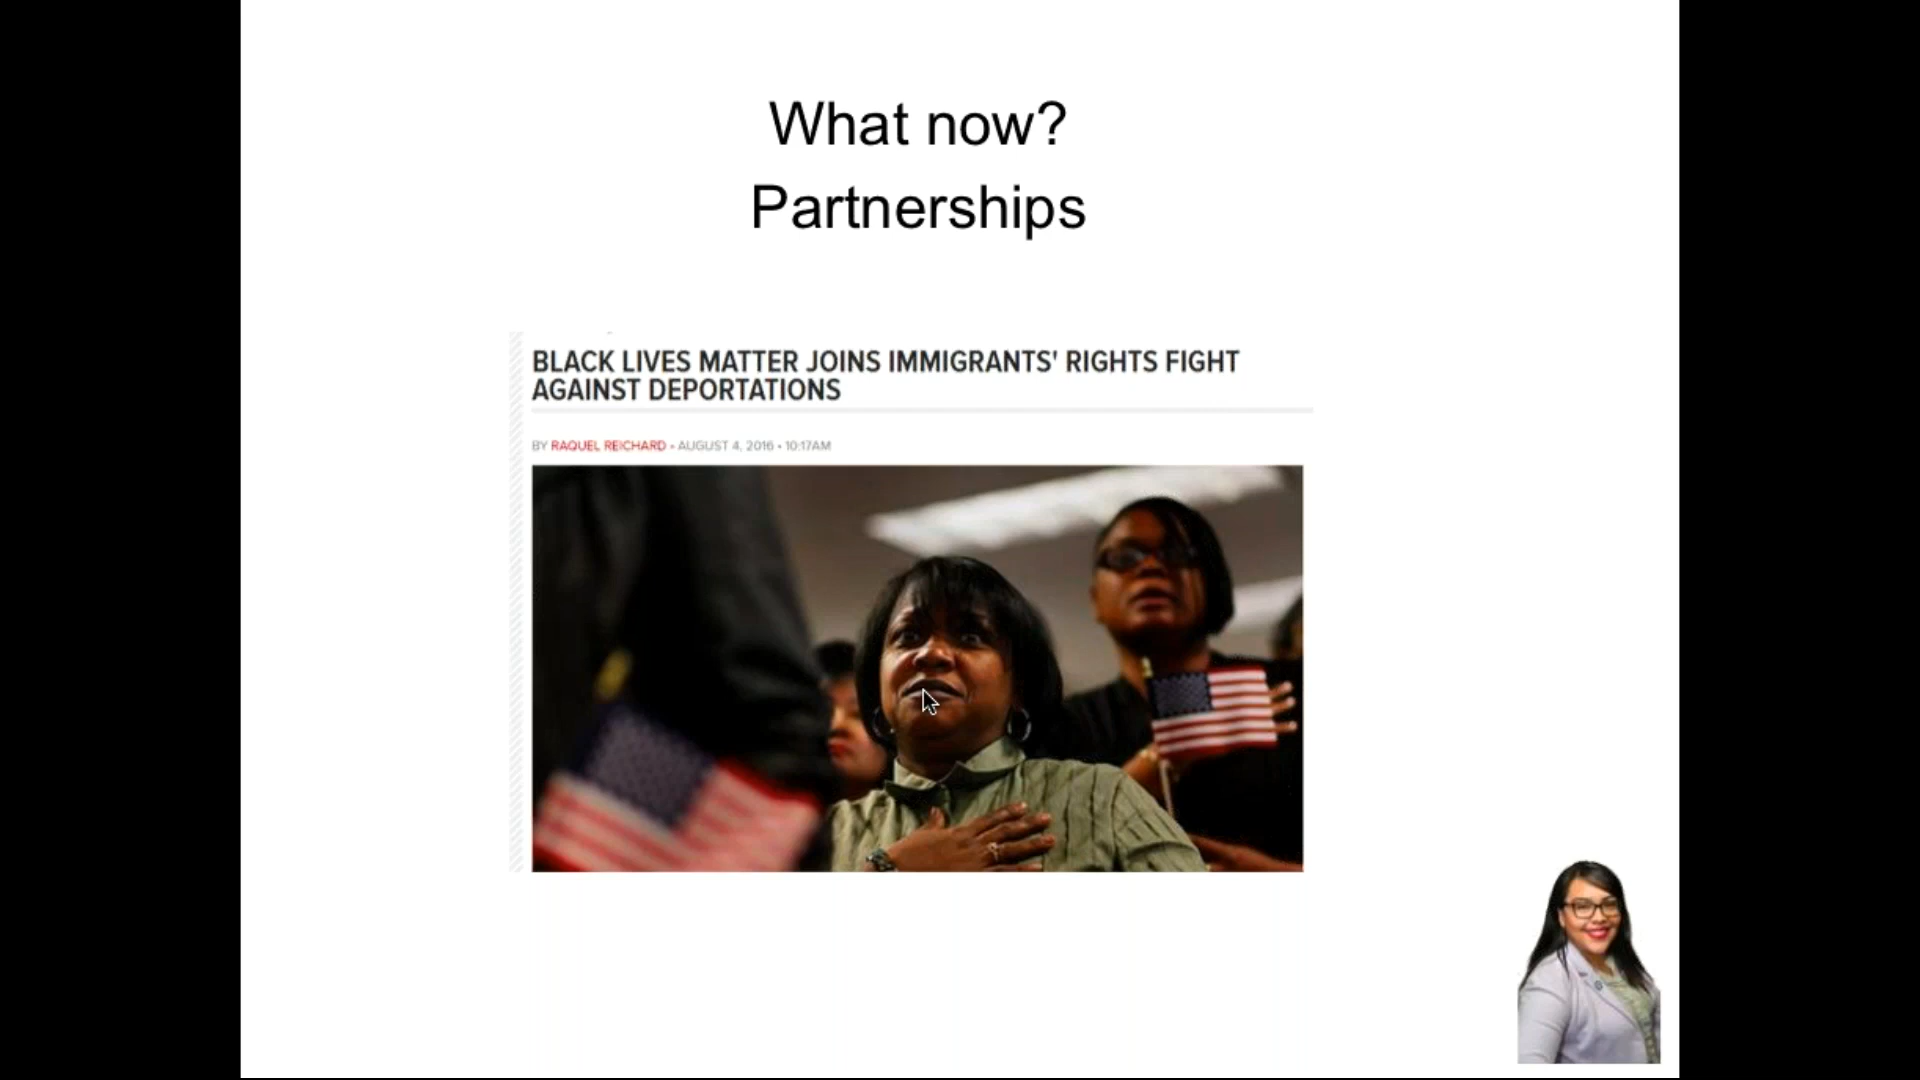 What now?
Partnerships
BLACK LIVES MATTER JOINS IMMIGRANTS' RIGHTS FIGHT
AGAINST DEPORTATIONS
BY RAQUEL REICHARD • AUGUST 4, 2016 • 10:17AM